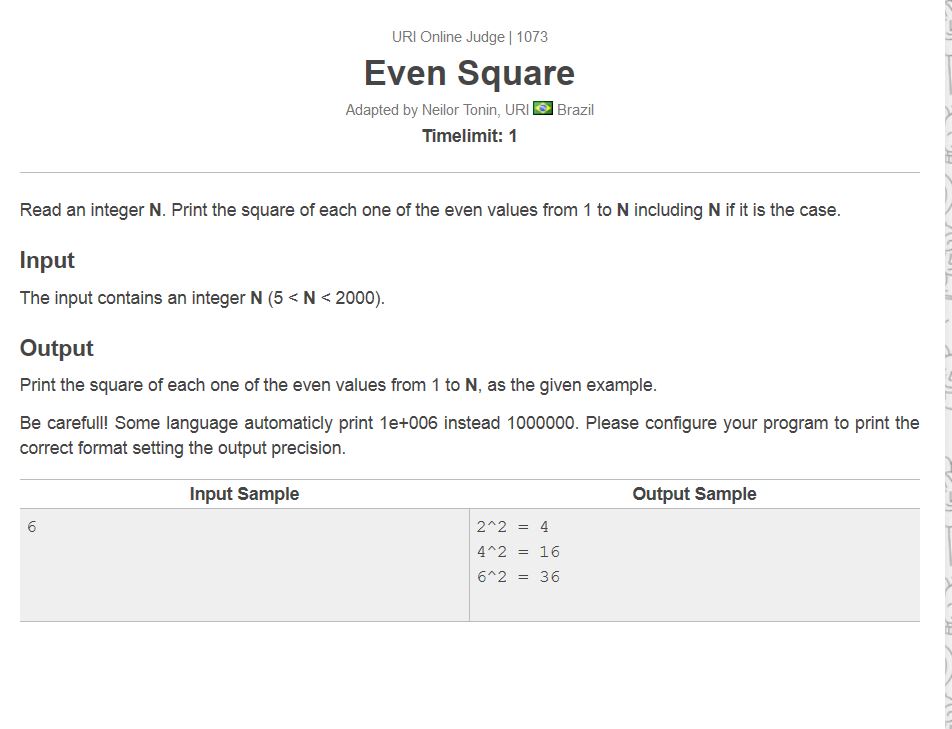 URI Online Judge | 1073
Even Square
Adapted by Neilor Tonin, URI Brazil
Timelimit: 1
Read an integer N. Print the square of each one of the even values from 1 to N including N if it is the case.
Input
The input contains an integer N (5 < N < 2000).
Output
Print the square of each one of the even values from 1 to N, as the given example.
Be carefull! Some language automaticly print 1e+006 instead 1000000. Please configure your program to print the
correct format setting the output precision.
Input Sample
Output Sample
6
2^2 = 4
4^2 = 16
6^2 = 36